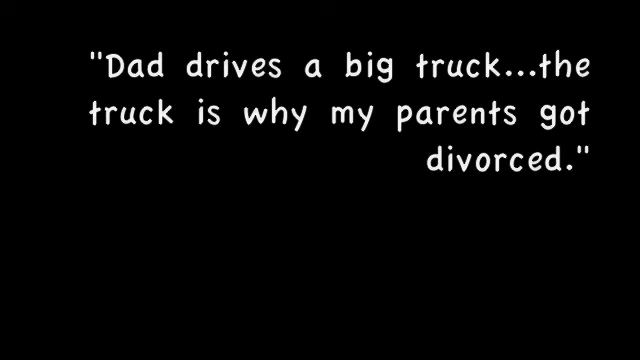 "Dad drives a big truck...the
truck is why my parents got
divorced."